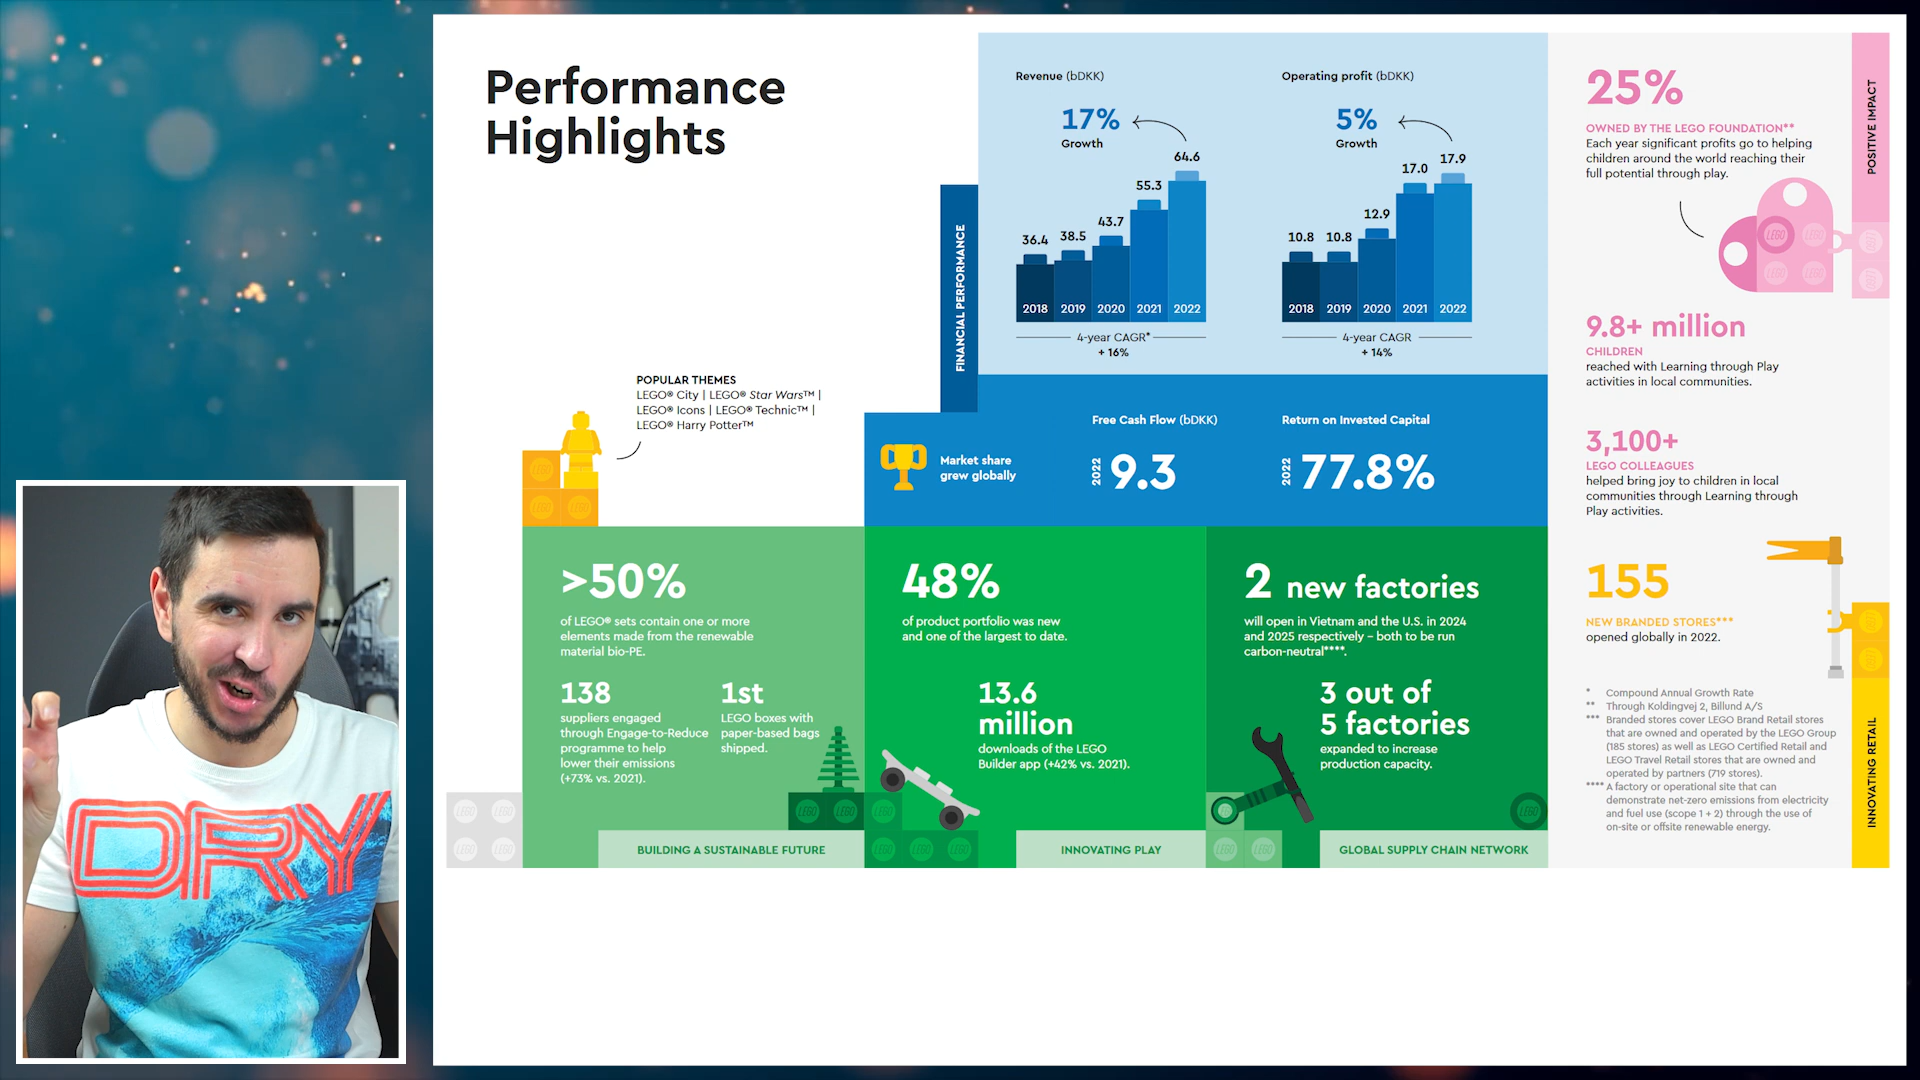 Performance
Highlights
Revenue (bDKK)
17%
Growth
36.4
38.5
43.7
55.3
64.6
2018
2019
2020
2021
2022
4-year CAGR*
+ 16%
Operating profit (bDKK)
5%
Growth
10.8
10.8
12.9
17.0
17.9
2018
2019
2020
2021
2022
4-year CAGR
+ 14%
FINANCIAL PERFORMANCE
POPULAR THEMES
LEGO® City | LEGO® Star Wars™ |
LEGO® Icons | LEGO® Technic™ |
LEGO® Harry Potter™
Market share
grew globally
Free Cash Flow (bDKK)
2022
9.3
Return on Invested Capital
2022
77.8%
>50%
of LEGO® sets contain one or more
elements made from the renewable
material bio-PE.
138
suppliers engaged
through Engage-to-Reduce
programme to help
lower their emissions
(+73% vs. 2021).
1st
LEGO boxes with
paper-based bags
shipped.
BUILDING A SUSTAINABLE FUTURE
48%
of product portfolio was new
and one of the largest to date.
13.6
million
downloads of the LEGO
Builder app (+42% vs. 2021).
INNOVATING PLAY
2 new factories
will open in Vietnam and the U.S. in 2024
and 2025 respectively – both to be run
carbon-neutral****.
3 out of
5 factories
expanded to increase
production capacity.
GLOBAL SUPPLY CHAIN NETWORK
25%
OWNED BY THE LEGO FOUNDATION**
Each year significant profits go to helping
children around the world reaching their
full potential through play.
POSITIVE IMPACT
9.8+ million
CHILDREN
reached with Learning through Play
activities in local communities.
3,100+
LEGO COLLEAGUES
helped bring joy to children in local
communities through Learning through
Play activities.
155
NEW BRANDED STORES***
opened globally in 2022.
* Compound Annual Growth Rate
** Through Koldingvej 2, Billund A/S
*** Branded stores cover LEGO Brand Retail stores
that are owned and operated by the LEGO Group
(185 stores) as well as LEGO Certified Retail and
LEGO Travel Retail stores that are owned and
operated by partners (719 stores).
**** A factory or operational site that can
demonstrate net-zero emissions from electricity
and fuel use (scope 1 + 2) through the use of
on-site or offsite renewable energy.
INNOVATING RETAIL
DRY